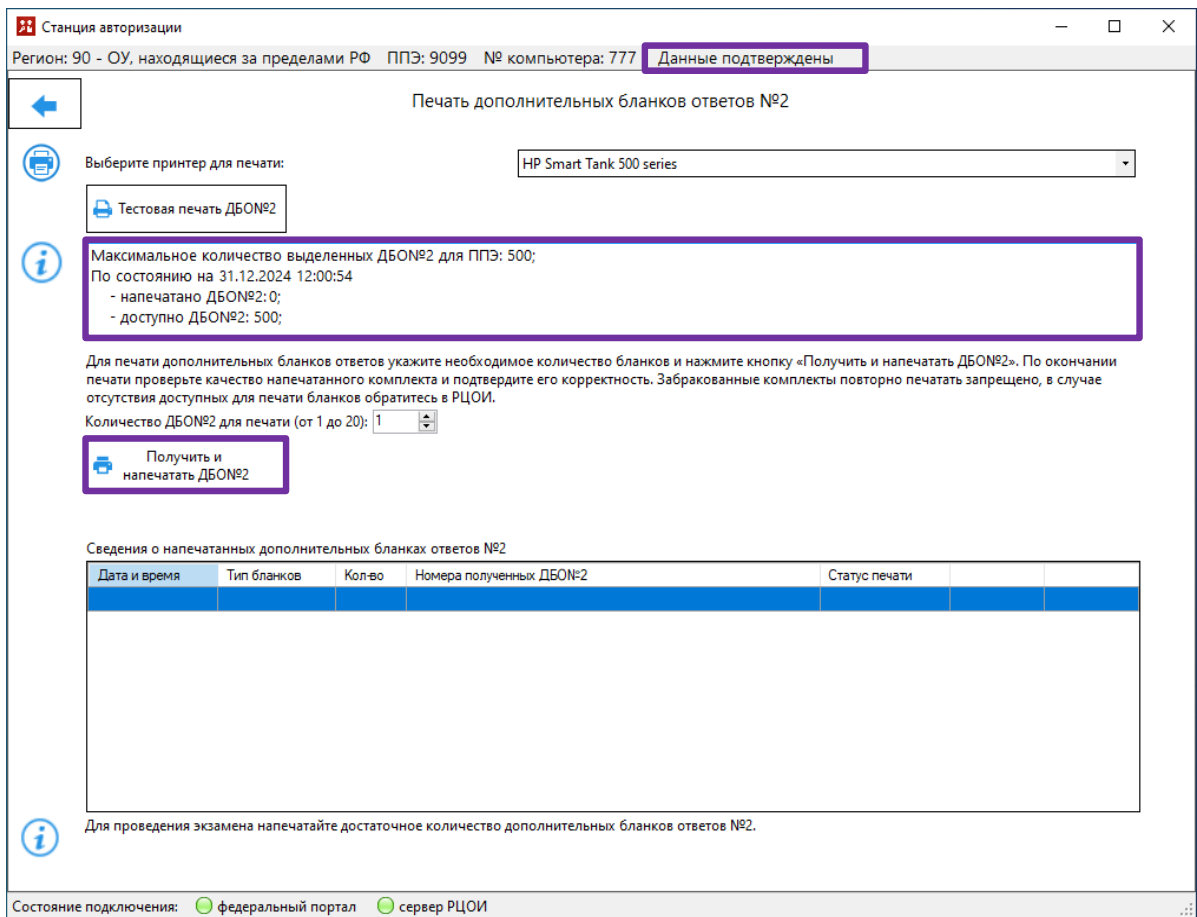 Станция авторизации
Регион: 90 - ОУ, находящиеся за пределами РФ ППЭ: 9099 № компьютера: 777 Данные подтверждены
Печать дополнительных бланков ответов №2
Выберите принтер для печати: HP Smart Tank 500 series
Тестовая печать ДБО№2
Максимальное количество выделенных ДБО№2 для ППЭ: 500;
По состоянию на 31.12.2024 12:00:54
- напечатано ДБО№2: 0;
- доступно ДБО№2: 500;
Для печати дополнительных бланков ответов укажите необходимое количество бланков и нажмите кнопку «Получить и напечатать ДБО№2». По окончании
печати проверьте качество напечатанного комплекта и подтвердите его корректность. Забракованные комплекты повторно печатать запрещено, в случае
отсутствия доступных для печати бланков обратитесь в РЦОИ.
Количество ДБО№2 для печати (от 1 до 20): 1
Получить и
напечатать ДБО№2
Сведения о напечатанных дополнительных бланках ответов №2
Дата и время Тип бланков Кол-во Номера полученных ДБО№2 Статус печати
Для проведения экзамена напечатайте достаточное количество дополнительных бланков ответов №2.
Состояние подключения: федеральный портал сервер РЦОИ